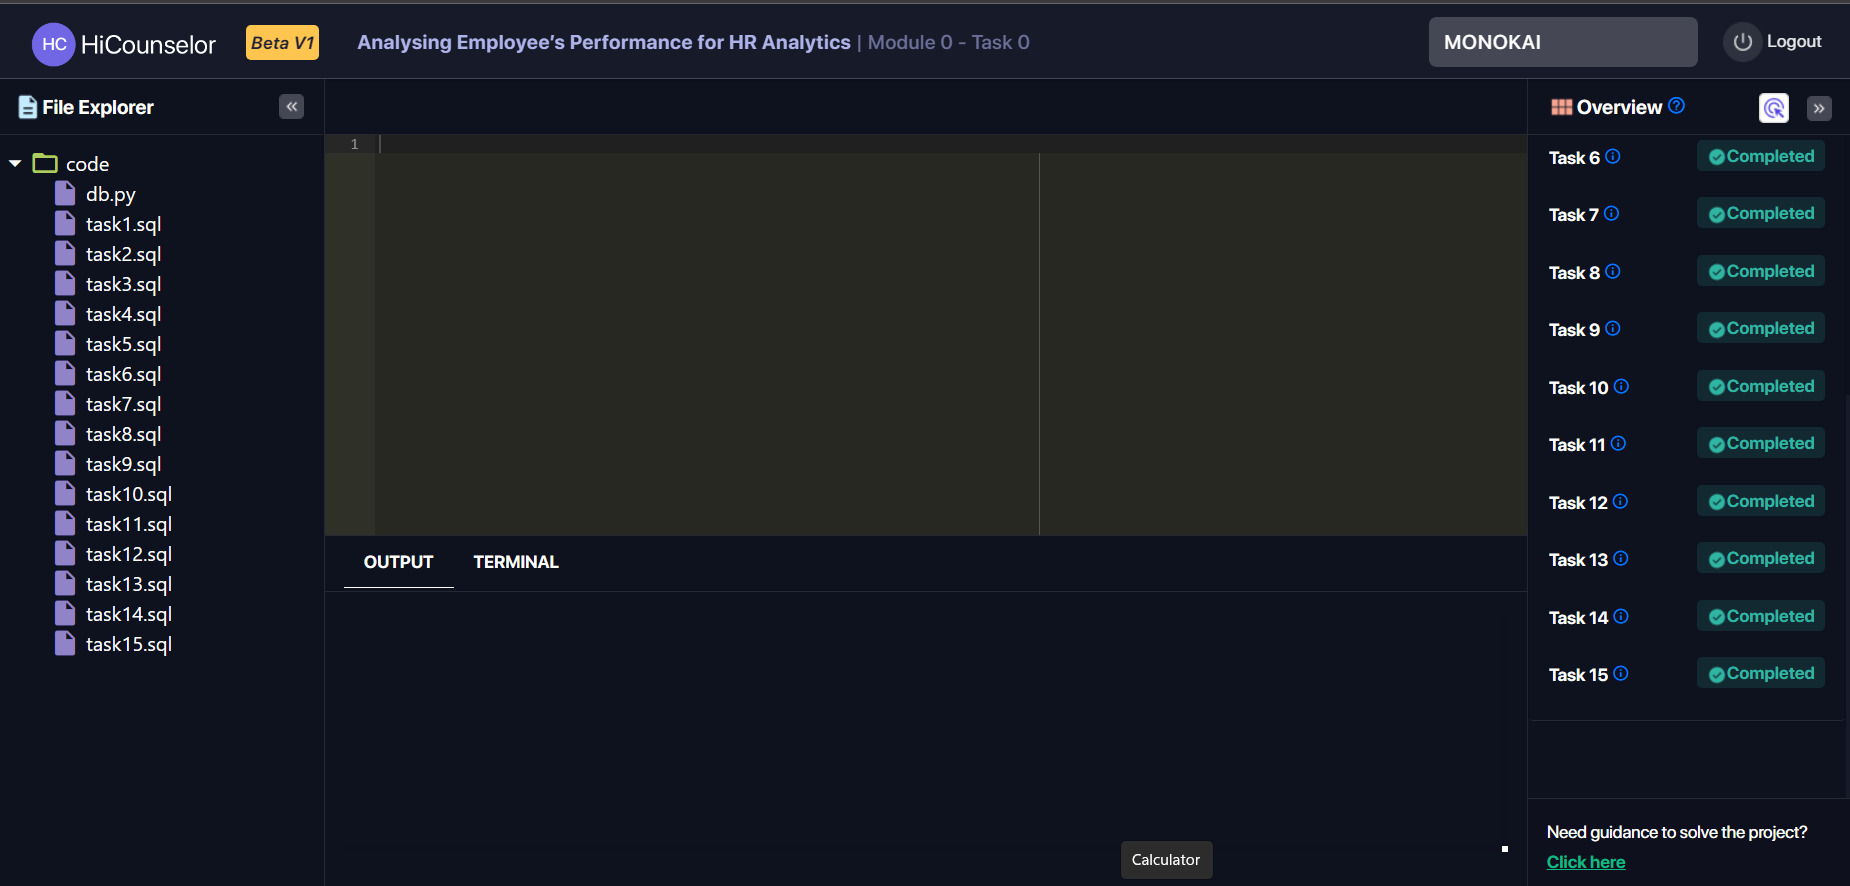 HC HiCounselor Beta V1 Analysing Employee’s Performance for HR Analytics | Module 0 - Task 0 MONOKAI Logout
File Explorer
code
db.py
task1.sql
task2.sql
task3.sql
task4.sql
task5.sql
task6.sql
task7.sql
task8.sql
task9.sql
task10.sql
task11.sql
task12.sql
task13.sql
task14.sql
task15.sql
1
OUTPUT TERMINAL
Calculator
Overview
Task 6 Completed
Task 7 Completed
Task 8 Completed
Task 9 Completed
Task 10 Completed
Task 11 Completed
Task 12 Completed
Task 13 Completed
Task 14 Completed
Task 15 Completed
Need guidance to solve the project?
Click here